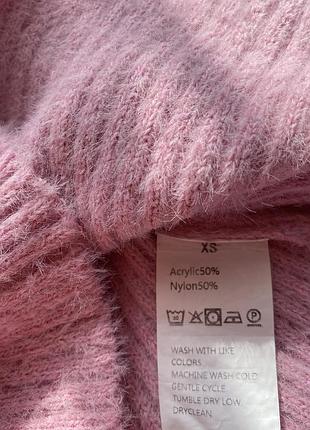 XS
Acrylic50%
Nylon50%
WASH WITH LIKE
COLORS
MACHINE WASH COLD
GENTLE CYCLE
TUMBLE DRY LOW
DRYCLEAN